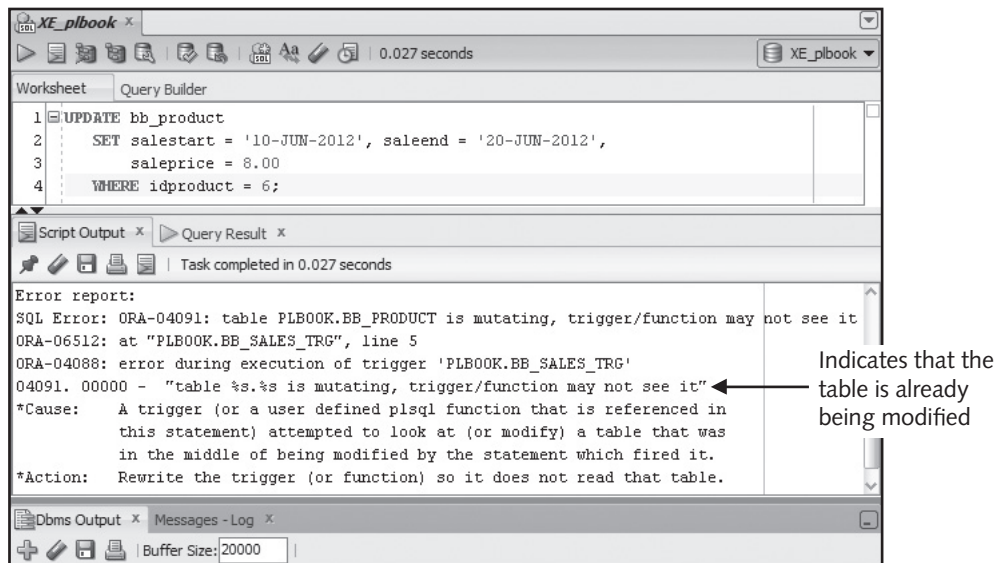 XE_plbook
0.027 seconds
XE_plbook
Worksheet
Query Builder
1 UPDATE bb_product
2 SET salestart = '10-JUN-2012', saleend = '20-JUN-2012',
3 saleprice = 8.00
4 WHERE idproduct = 6;
Script Output x
Query Result x
Task completed in 0.027 seconds
Error report:
SQL Error: ORA-04091: table PLBOOK.BB_PRODUCT is mutating, trigger/function may not see it
ORA-06512: at "PLBOOK.BB_SALES_TRG", line 5
ORA-04088: error during execution of trigger 'PLBOOK.BB_SALES_TRG'
04091. 00000 - "table %s.%s is mutating, trigger/function may not see it"
*Cause: A trigger (or a user defined plsql function that is referenced in
this statement) attempted to look at (or modify) a table that was
in the middle of being modified by the statement which fired it.
*Action: Rewrite the trigger (or function) so it does not read that table.
Indicates that the
table is already
being modified
Dbms Output x
Messages - Log x
Buffer Size: 20000